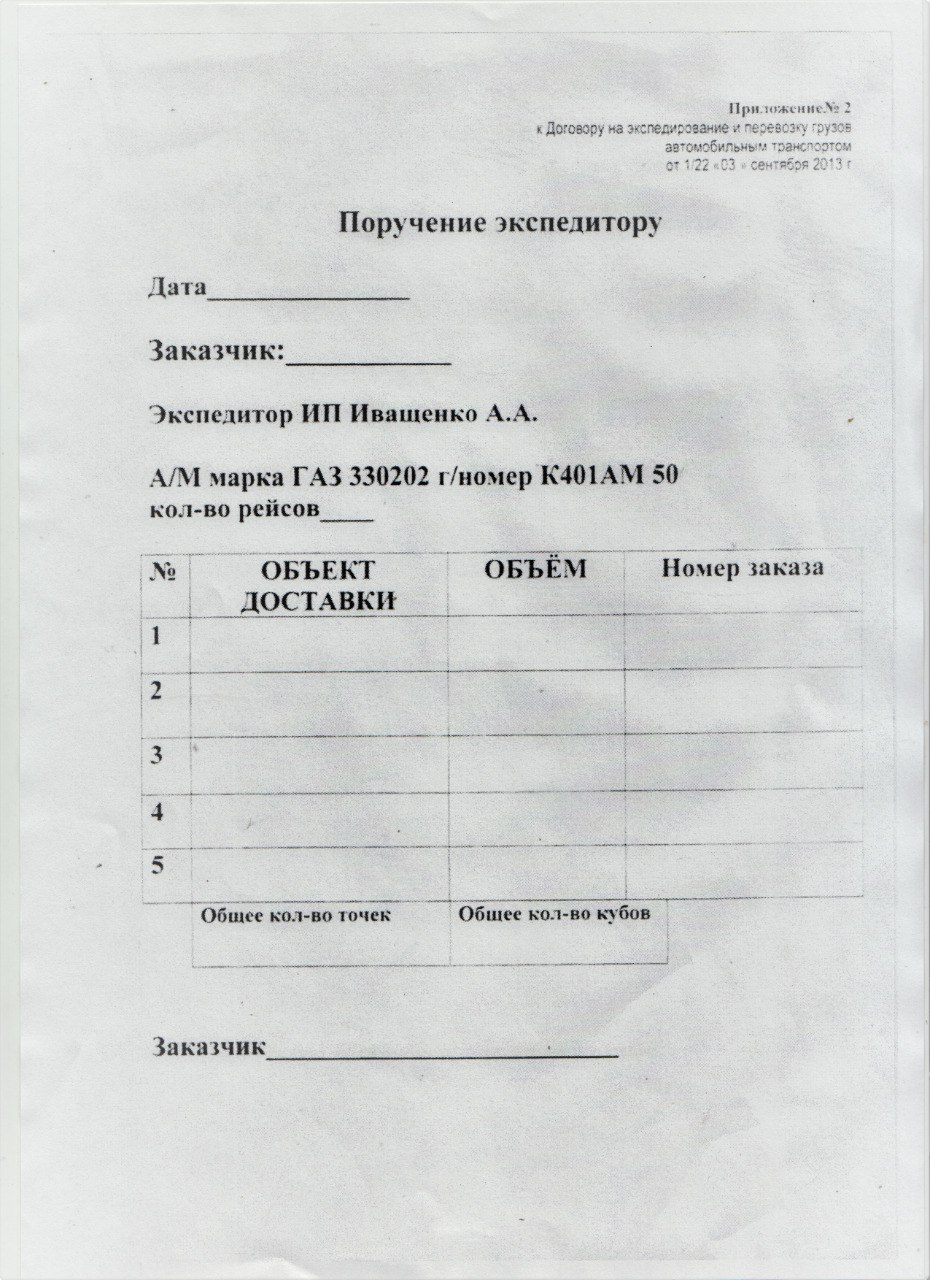 Приложение№ 2
к Договору на экспедирование и перевозку грузов
автомобильным транспортом
от 1/22 «03 » сентября 2013 г
Поручение экспедитору
Дата_______________
Заказчик:___________
Экспедитор ИП Иващенко А.А.
А/М марка ГАЗ 330202 г/номер К401АМ 50
кол-во рейсов____
№ ОБЪЕКТ ДОСТАВКИ ОБЪЁМ Номер заказа
1
2
3
4
5
Общее кол-во точек Общее кол-во кубов
Заказчик__________________________